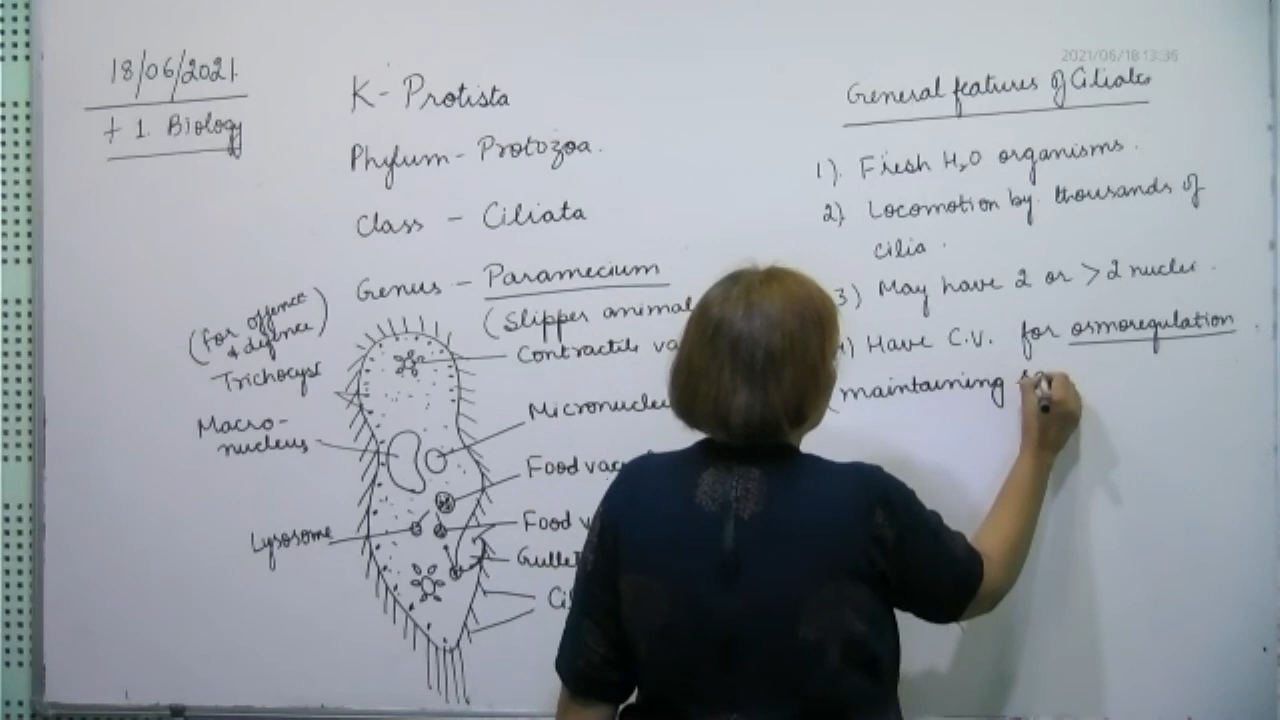 2021/06/18 13:36
18/06/2021.
+ 1. Biology
K- Protista
Phylum- Protozoa.
Class - Ciliata
Genus - Paramecium
(Slipper animal
(For offence
& defence)
Trichocyst
Macro-
nucleus
Lysosome
Contractile va
Micronucleu
Food vac
Food v
Gullet
Ci
General features of Ciliates
1). Fresh H2O organisms.
2). Locomotion by thousands of
cilia.
3) May have 2 or >2 nuclei.
4) Have C.V. for osmoregulation
(maintaining